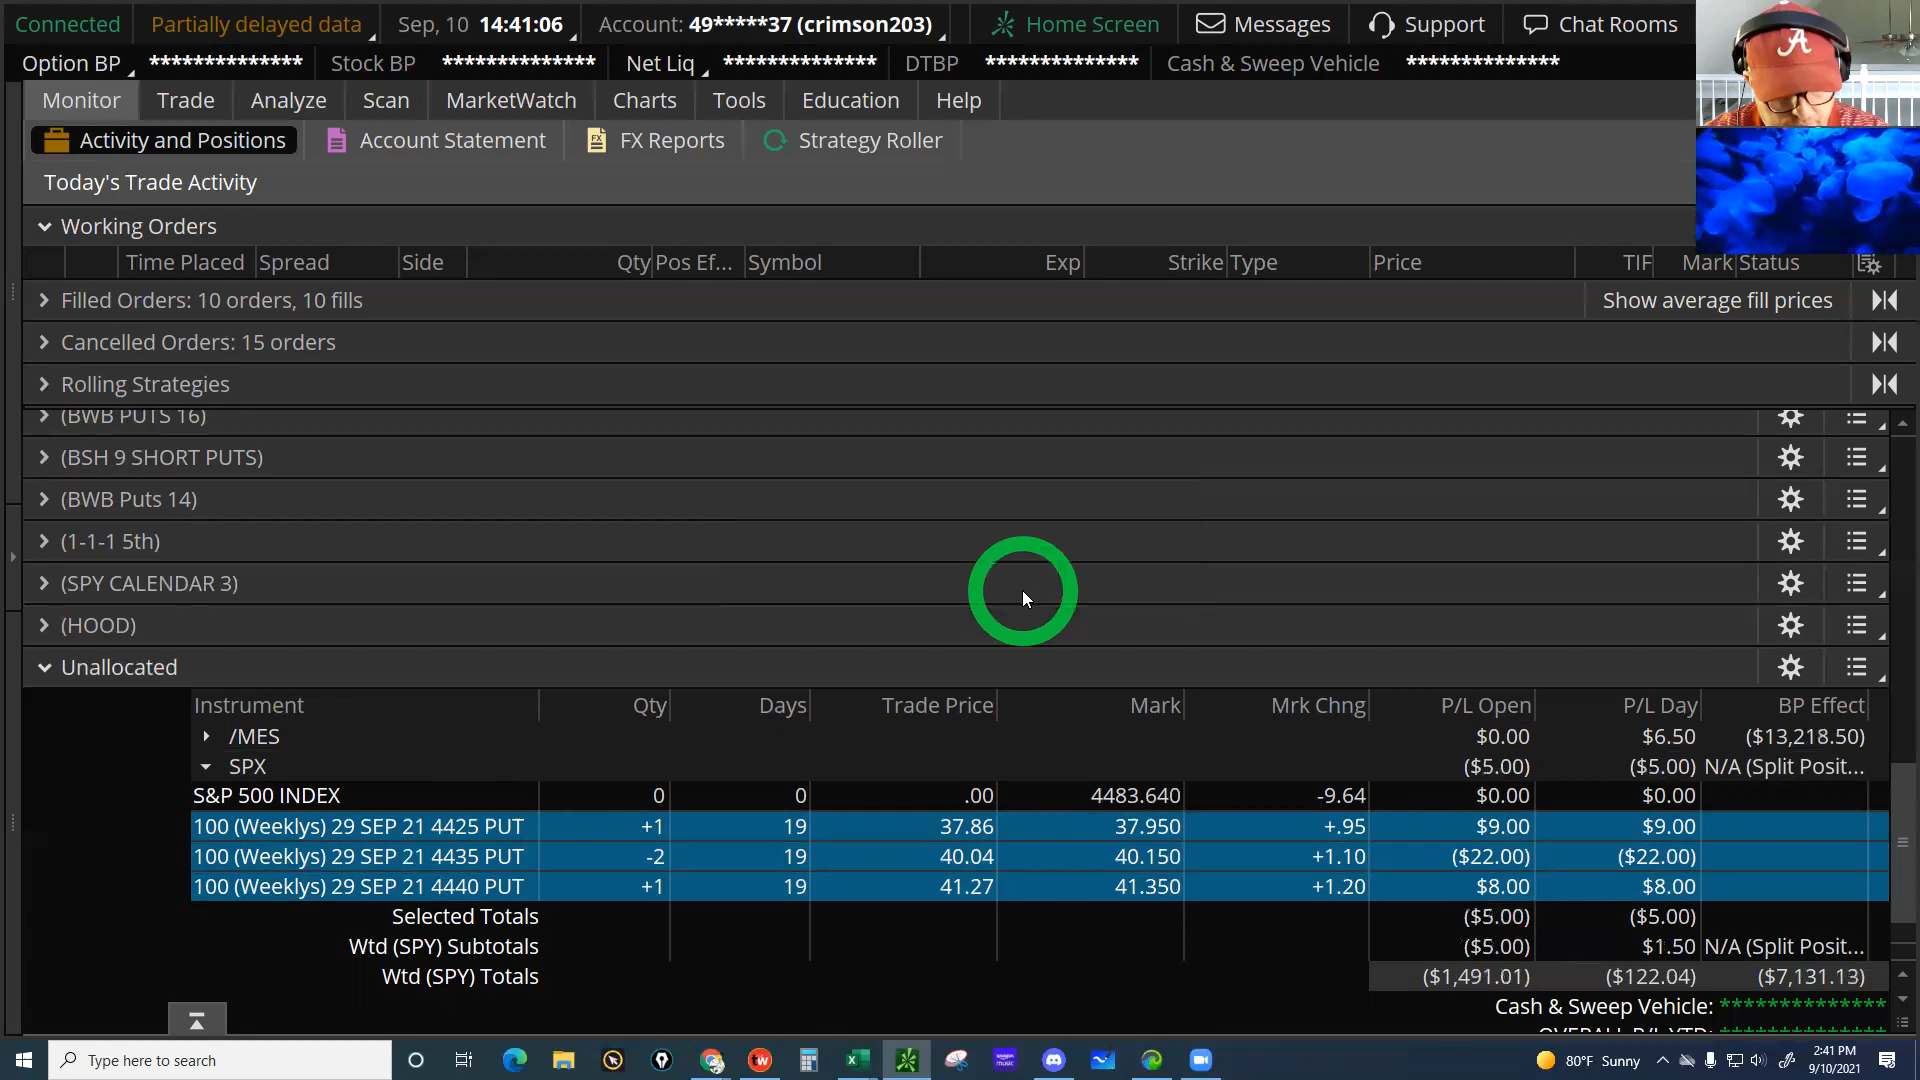 Connected Partially delayed data Sep, 10 14:41:06 Account: 49*****37 (crimson203) Home Screen Messages Support Chat Rooms
Option BP ************** Stock BP ************** Net Liq ************** DTBP ************** Cash & Sweep Vehicle **************
Monitor Trade Analyze Scan MarketWatch Charts Tools Education Help
Activity and Positions Account Statement FX Reports Strategy Roller
Today's Trade Activity
Working Orders
Time Placed Spread Side Qty Pos Ef... Symbol Exp Strike Type Price TIF Mark Status
Filled Orders: 10 orders, 10 fills Show average fill prices
Cancelled Orders: 15 orders
Rolling Strategies
(BWB PUTS 16)
(BSH 9 SHORT PUTS)
(BWB Puts 14)
(1-1-1 5th)
(SPY CALENDAR 3)
(HOOD)
Unallocated
Instrument Qty Days Trade Price Mark Mrk Chng P/L Open P/L Day BP Effect
/MES $0.00 $6.50 ($13,218.50)
SPX ($5.00) ($5.00) N/A (Split Posit...
S&P 500 INDEX 0 0 .00 4483.640 -9.64 $0.00 $0.00
100 (Weeklys) 29 SEP 21 4425 PUT +1 19 37.86 37.950 +.95 $9.00 $9.00
100 (Weeklys) 29 SEP 21 4435 PUT -2 19 40.04 40.150 +1.10 ($22.00) ($22.00)
100 (Weeklys) 29 SEP 21 4440 PUT +1 19 41.27 41.350 +1.20 $8.00 $8.00
Selected Totals ($5.00) ($5.00)
Wtd (SPY) Subtotals ($5.00) $1.50 N/A (Split Posit...
Wtd (SPY) Totals ($1,491.01) ($122.04) ($7,131.13)
Cash & Sweep Vehicle: **************
Type here to search 80°F Sunny 2:41 PM
9/10/2021